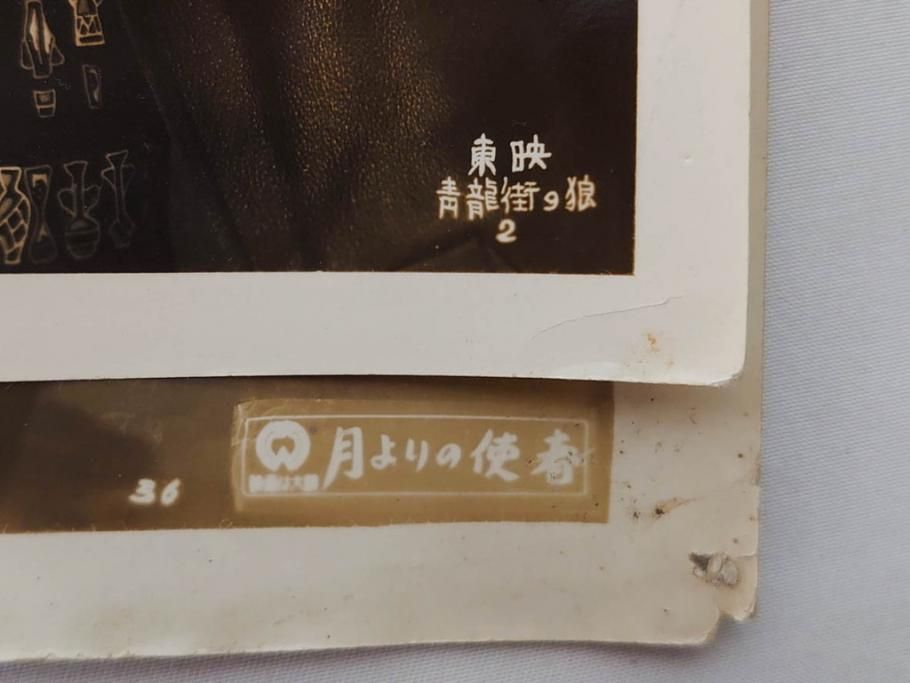 東映
青龍街の狼
2
36
映画は大映
月よりの使者